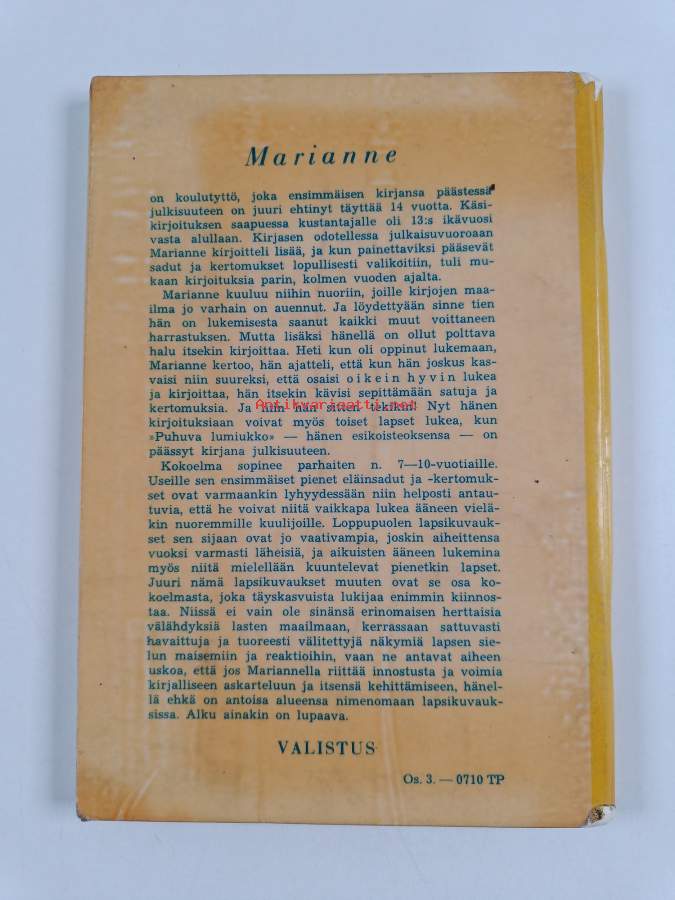 Marianne
on koulutyttö, joka ensimmäisen kirjansa päästessä
julkisuuteen on juuri ehtinyt täyttää 14 vuotta. Käsi-
kirjoituksen saapuessa kustantajalle oli 13:s ikävuosi
vasta alullaan. Kirjasen odotellessa julkaisuvuoroaan
Marianne kirjoitteli lisää, ja kun painettaviksi pääsevät
sadut ja kertomukset lopullisesti valikoitiin, tuli mu-
kaan kirjoituksia parin, kolmen vuoden ajalta.
Marianne kuuluu niihin nuoriin, joille kirjojen maa-
ilma jo varhain on auennut. Ja löydettyään sinne tien
hän on lukemisesta saanut kaikki muut voittaneen
harrastuksen. Mutta lisäksi hänellä on ollut polttava
halu itsekin kirjoittaa. Heti kun oli oppinut lukemaan,
Marianne kertoo, hän ajatteli, että kun hän joskus kas-
vaisi niin suureksi, että osaisi oikein hyvin lukea
ja kirjoittaa, hän itsekin kävisi sepittämään satuja ja
kertomuksia. Ja niin hän sitten tekikin! Nyt hänen
Antikvariaatti.net
kirjoituksiaan voivat myös toiset lapset lukea, kun
»Puhuva lumiukko» — hänen esikoisteoksensa — on
päässyt kirjana julkisuuteen.
Kokoelma sopinee parhaiten n. 7—10-vuotiaille.
Useille sen ensimmäiset pienet eläinsadut ja -kertomuk-
set ovat varmaankin lyhyydessään niin helposti antau-
tuvia, että he voivat niitä vaikkapa lukea ääneen vielä-
kin nuoremmille kuulijoille. Loppupuolen lapsikuvauk-
set sen sijaan ovat jo vaativampia, joskin aiheittensa
vuoksi varmasti läheisiä, ja aikuisten ääneen lukemina
myös niitä mielellään kuuntelevat pienetkin lapset.
Juuri nämä lapsikuvaukset muuten ovat se osa ko-
koelmasta, joka täyskasvuista lukijaa enimmin kiinnos-
taa. Niissä ei vain ole sinänsä erinomaisen herttaisia
välähdyksiä lasten maailmaan, kerrassaan sattuvasti
havaittuja ja tuoreesti välitettyjä näkymiä lapsen sie-
lun maisemiin ja reaktioihin, vaan ne antavat aiheen
uskoa, että jos Mariannella riittää innostusta ja voimia
kirjalliseen askarteluun ja itsensä kehittämiseen, hänel-
lä ehkä on antoisa alueensa nimenomaan lapsikuvauk-
sissa. Alku ainakin on lupaava.
VALISTUS
Os. 3. — 0710 TP